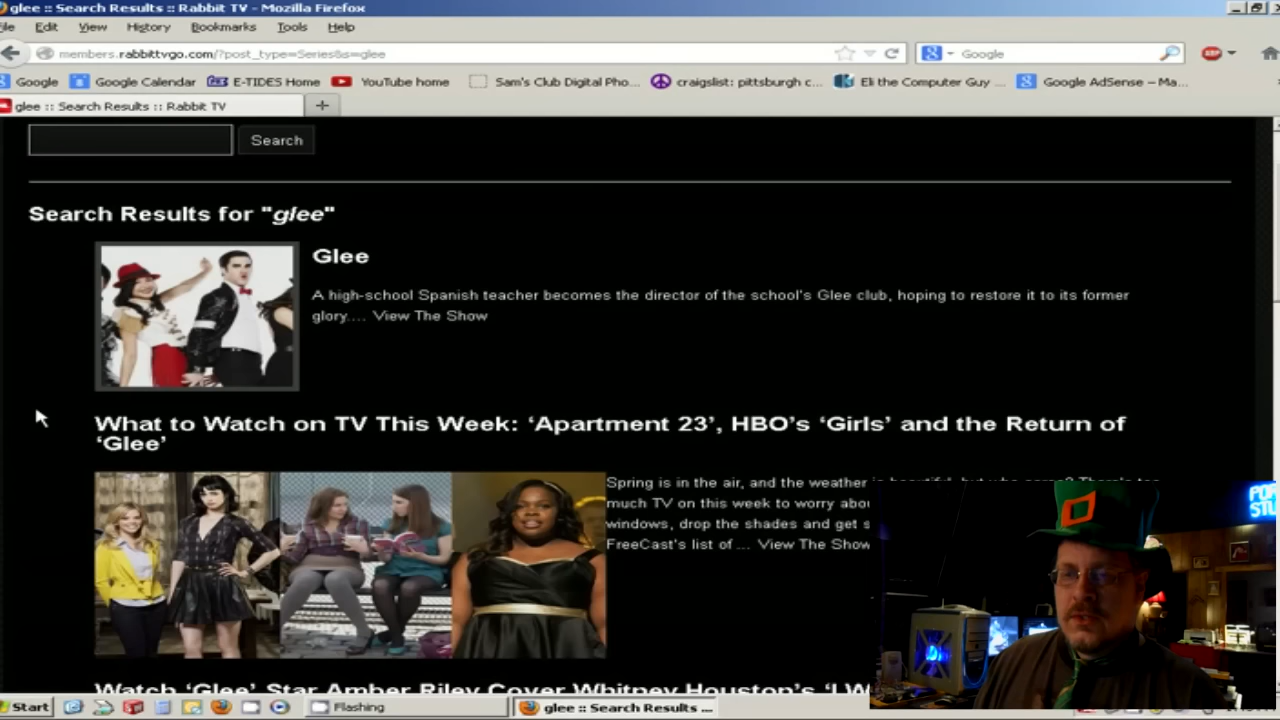 glee :: Search Results :: Rabbit TV - Mozilla Firefox
File Edit View History Bookmarks Tools Help
members.rabbittvgo.com/?post_type=Series&s=glee
Google
Google Google Calendar E-TIDES Home YouTube home Sam's Club Digital Pho... craigslist: pittsburgh c... Eli the Computer Guy ... Google AdSense – Ma...
glee :: Search Results :: Rabbit TV
Search
Search Results for "glee"
Glee
A high-school Spanish teacher becomes the director of the school's Glee club, hoping to restore it to its former
glory.... View The Show
What to Watch on TV This Week: ‘Apartment 23’, HBO’s ‘Girls’ and the Return of
‘Glee’
Spring is in the air, and the weather is beautiful, but who cares? There's too
much TV on this week to worry
windows, drop the shades and get
FreeCast's list of ... View The Show
Watch ‘Glee’ Star Amber Riley Cover Whitney Houston’s
Start Flashing glee :: Search Results ...